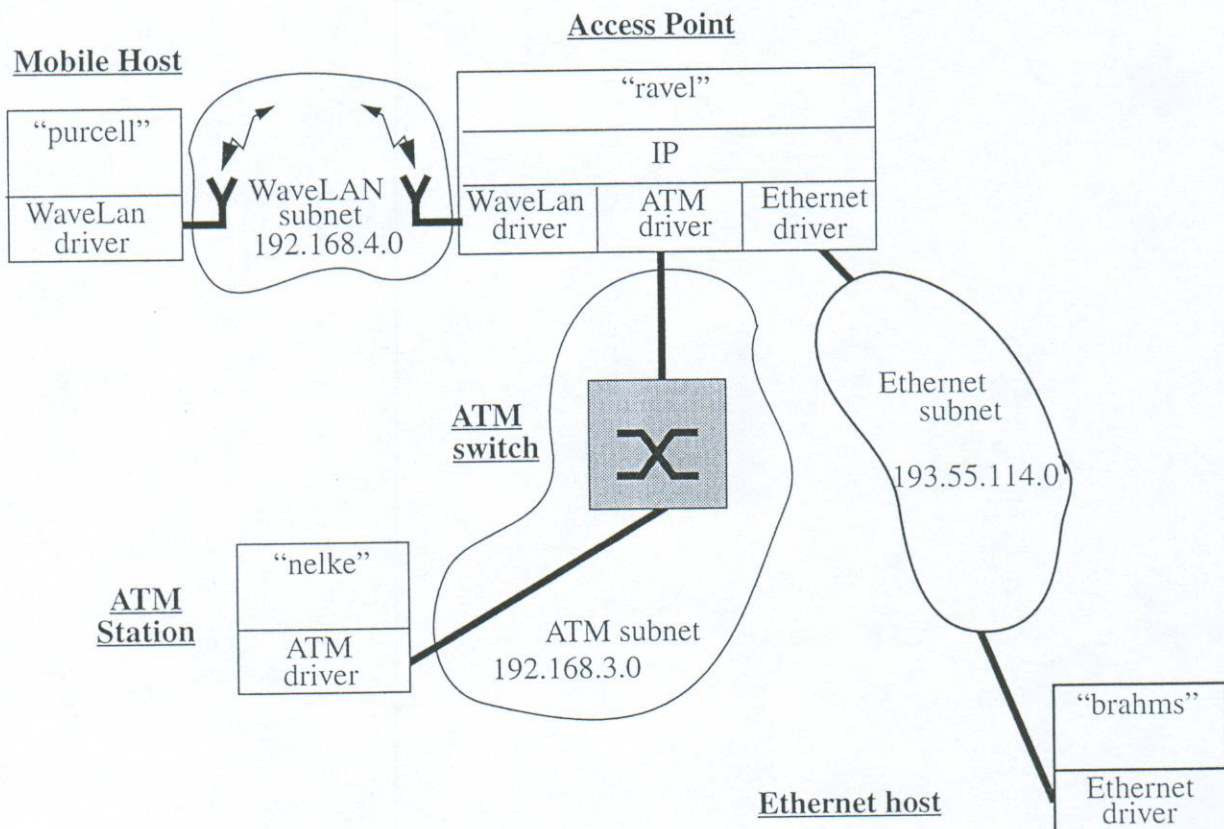 Access Point
Mobile Host
“ravel”
“purcell”
IP
WaveLan
driver
WaveLAN
subnet
192.168.4.0
WaveLan
driver
ATM
driver
Ethernet
driver
Ethernet
subnet
193.55.114.0
ATM
switch
“nelke”
ATM
Station
ATM
driver
ATM subnet
192.168.3.0
“brahms”
Ethernet host
Ethernet
driver